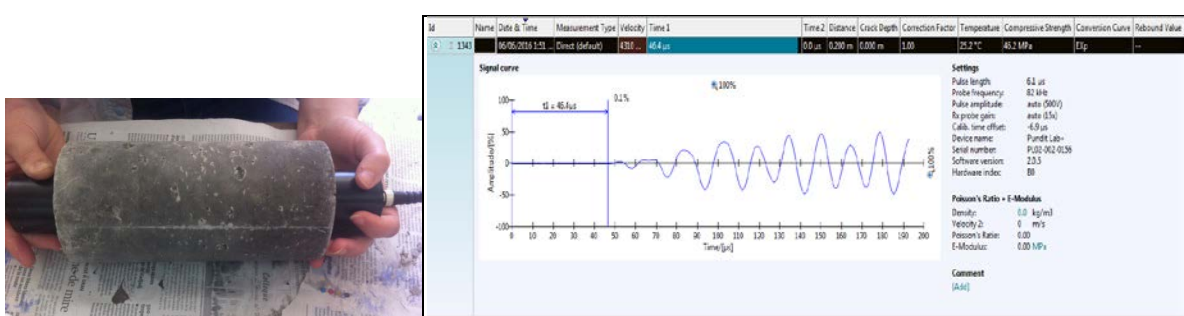 Id Name Date & Time Measurement Type Velocity Time 1 Time 2 Distance Crack Depth Correction Factor Temperature Compressive Strength Conversion Curve Rebound Value
1343 06/06/2016 1:51 ... Direct (default) 4310 ... 46.4 µs 0.0 µs 0.200 m 0.000 m 1.00 25.2 °C 46.2 MPa EXp
Signal curve
100%
t1 = 46.4µs
0.1%
100
50
0
-50
-100
Amplitude/[%]
100%
0 10 20 30 40 50 60 70 80 90 100 110 120 130 140 150 160 170 180 190 200
Time/[µs]
Settings
Pulse length: 6.1 µs
Probe frequency: 82 kHz
Pulse amplitude: auto (500V)
Rx probe gain: auto (15x)
Calib. time offset: -6.9 µs
Device name: Pundit Lab+
Serial number: PL02-002-0156
Software version: 2.0.5
Hardware index: B0
Poisson's Ratio + E-Modulus
Density: 0.0 kg/m3
Velocity 2: 0 m/s
Poisson's Ratio: 0.00
E-Modulus: 0.00 MPa
Comment
[Add]
ede mire